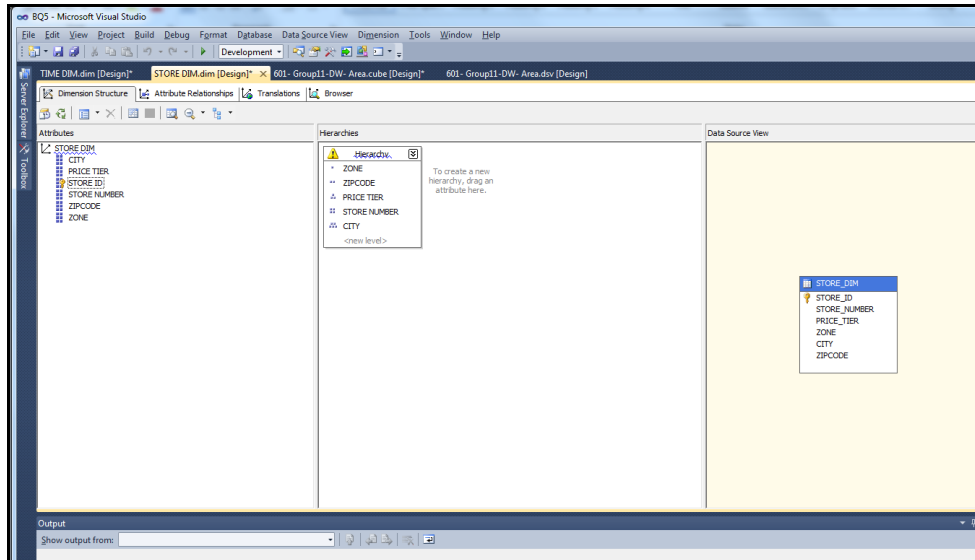 BQ5 - Microsoft Visual Studio
File Edit View Project Build Debug Format Database Data Source View Dimension Tools Window Help
Development
TIME DIM.dim [Design]* STORE DIM.dim [Design]* 601- Group11-DW- Area.cube [Design]* 601- Group11-DW- Area.dsv [Design]
Dimension Structure Attribute Relationships Translations Browser
Server Explorer
Toolbox
Attributes
STORE DIM
CITY
PRICE TIER
STORE ID
STORE NUMBER
ZIPCODE
ZONE
Hierarchies
Hierarchy
ZONE
ZIPCODE
PRICE TIER
STORE NUMBER
CITY
<new level>
To create a new
hierarchy, drag an
attribute here.
Data Source View
STORE_DIM
STORE_ID
STORE_NUMBER
PRICE_TIER
ZONE
CITY
ZIPCODE
Output
Show output from: